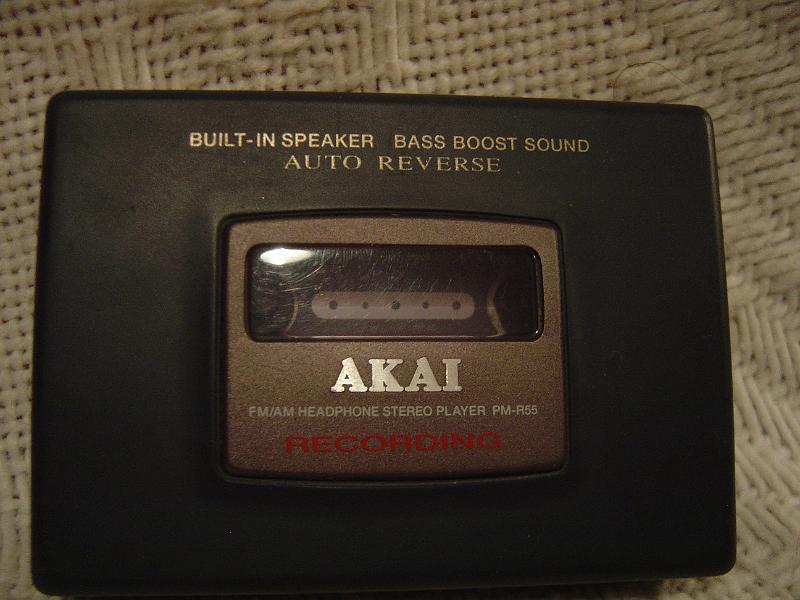 BUILT-IN SPEAKER BASS BOOST SOUND
AUTO REVERSE
AKAI
FM/AM HEADPHONE STEREO PLAYER PM-R55
RECORDING